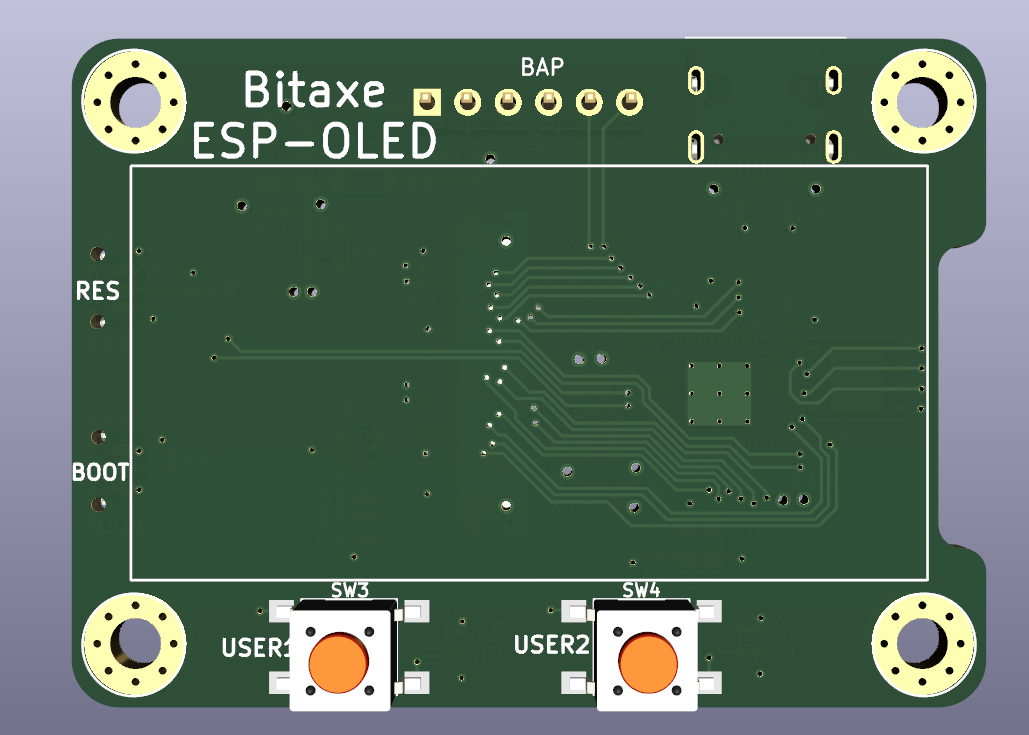 BAP
Bitaxe
ESP-OLED
RES
BOOT
SW3
SW4
USER1
USER2